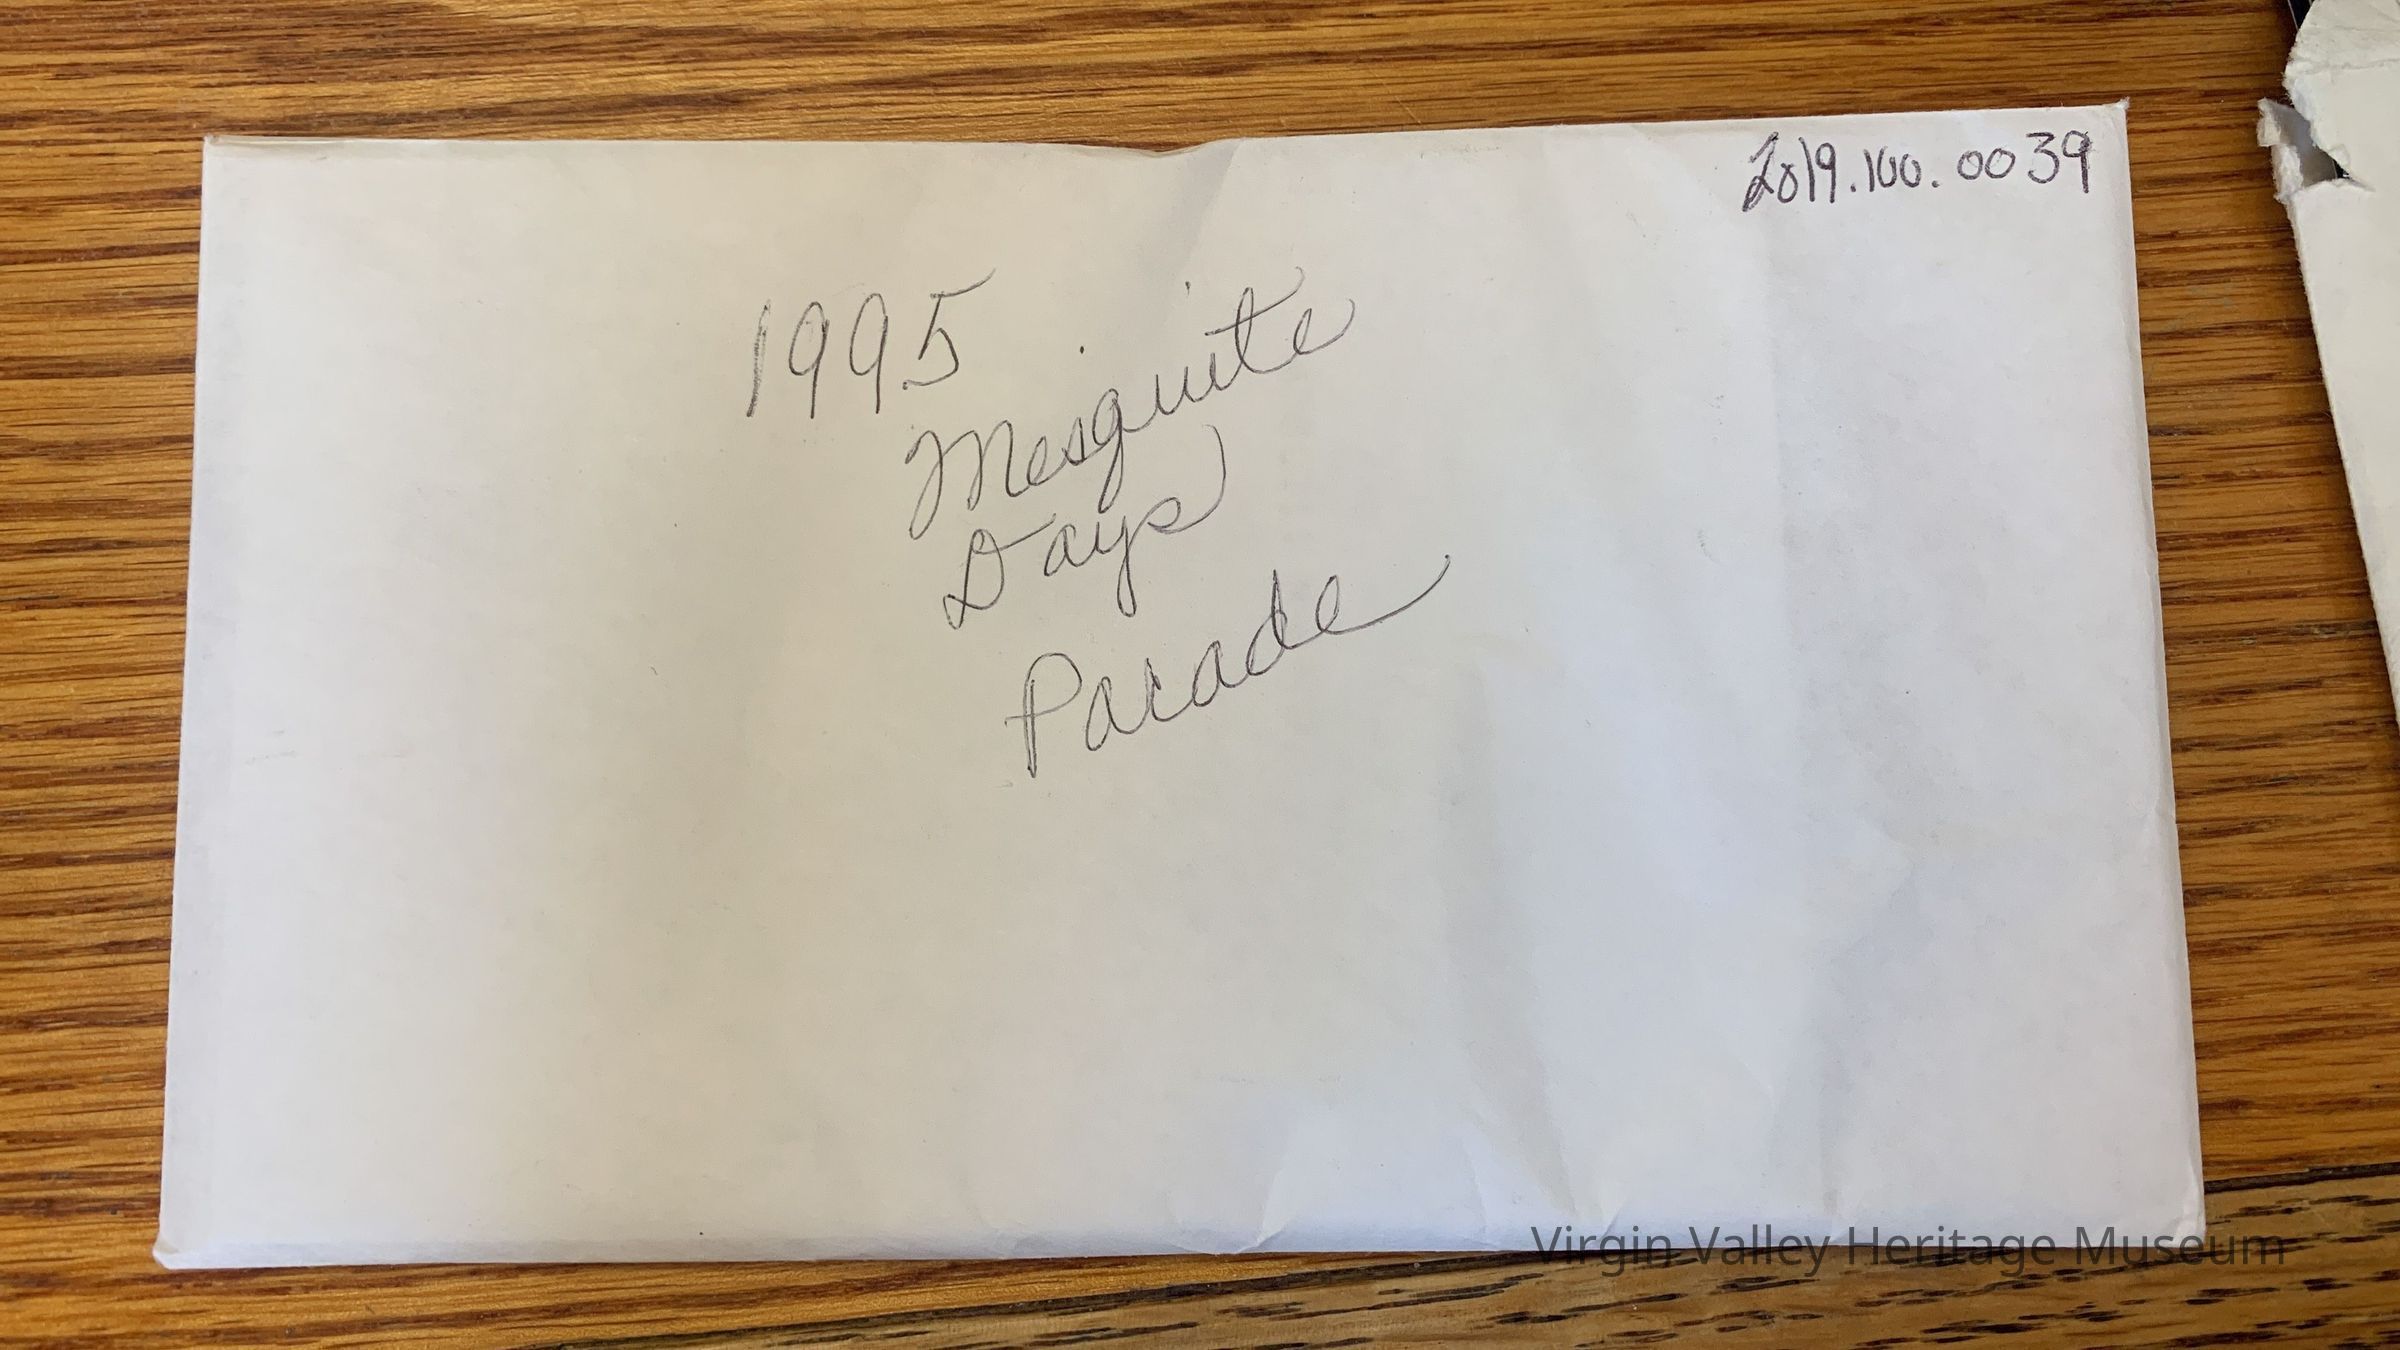 2019.100.0039
1995
Mesquite
Days
Parade
Virgin Valley Heritage Museum